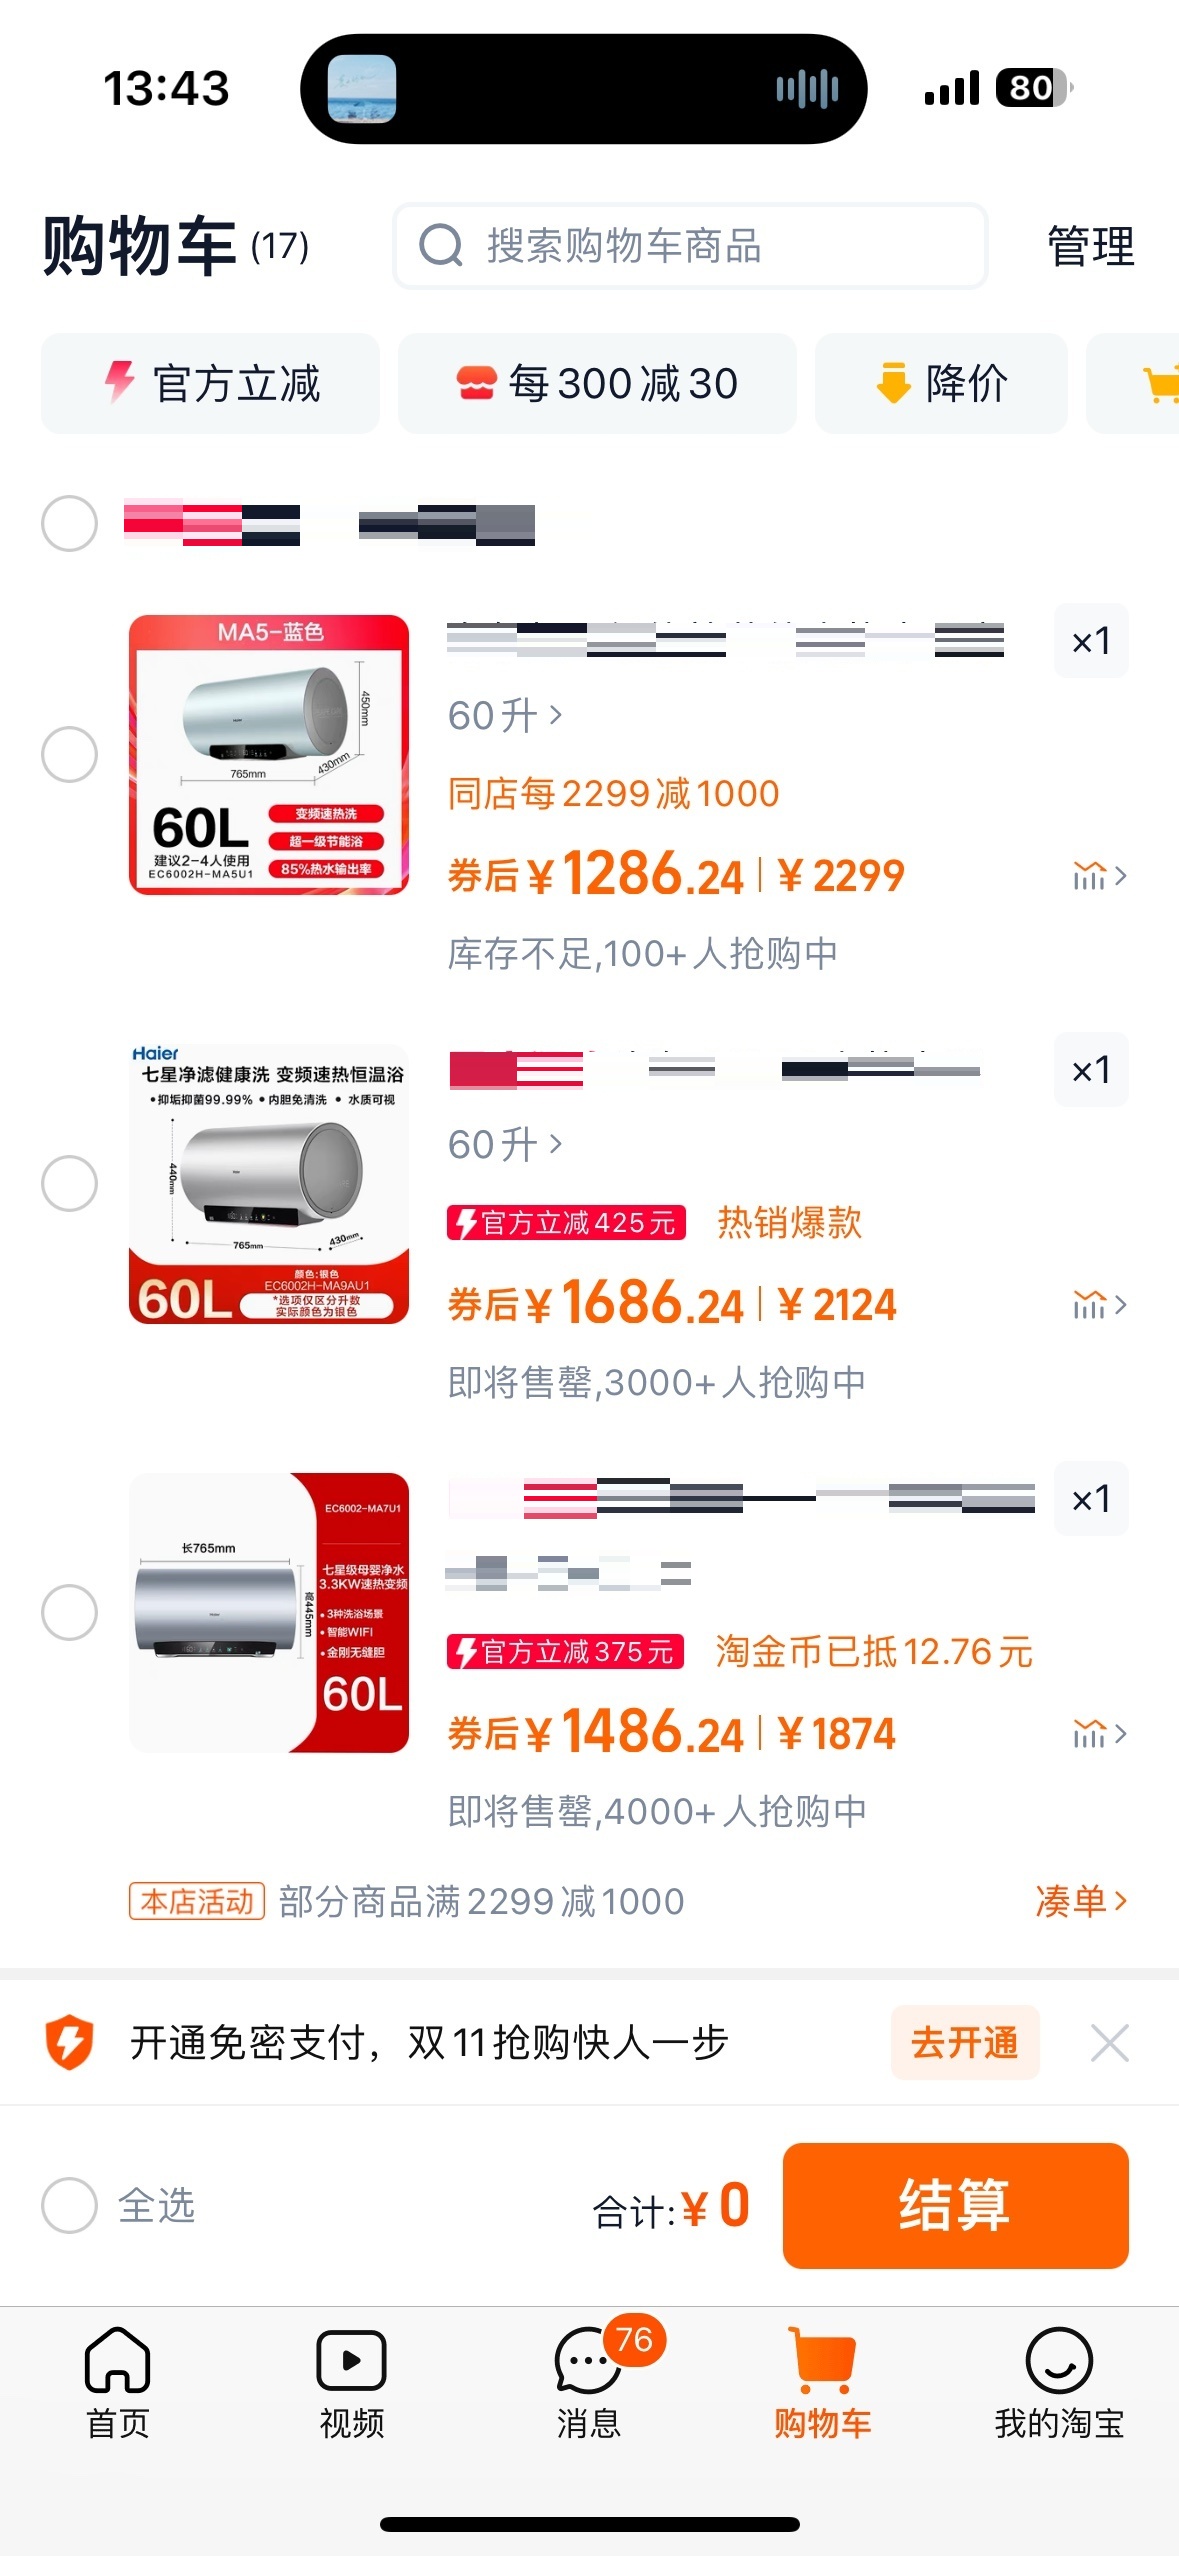 13:43
80
购物车 (17)
搜索购物车商品
管理
官方立减
每300减30
降价
MA5-蓝色
450mm
430mm
765mm
60L
建议2-4人使用
EC6002H-MA5U1
变频速热洗
超一级节能浴
85%热水输出率
×1
60升
同店每2299减1000
券后¥1286.24
¥2299
库存不足,100+人抢购中
Haier
七星净滤健康洗 变频速热恒温浴
•抑垢抑菌99.99% •内胆免清洗 • 水质可视
440mm
765mm
430mm
60L
颜色:银色
EC6002H-MA9AU1
*选项仅区分升数
实际颜色为银色
×1
60升
官方立减425元
热销爆款
券后¥1686.24
¥2124
即将售罄,3000+人抢购中
EC6002-MA7U1
长765mm
高445mm
七星级母婴净水
3.3KW速热变频
•3种洗浴场景
•智能WIFI
•金刚无缝胆
60L
×1
官方立减375元
淘金币已抵12.76元
券后¥1486.24
¥1874
即将售罄,4000+人抢购中
本店活动
部分商品满2299减1000
凑单
开通免密支付，双11抢购快人一步
去开通
全选
合计:¥0
结算
76
首页
视频
消息
购物车
我的淘宝